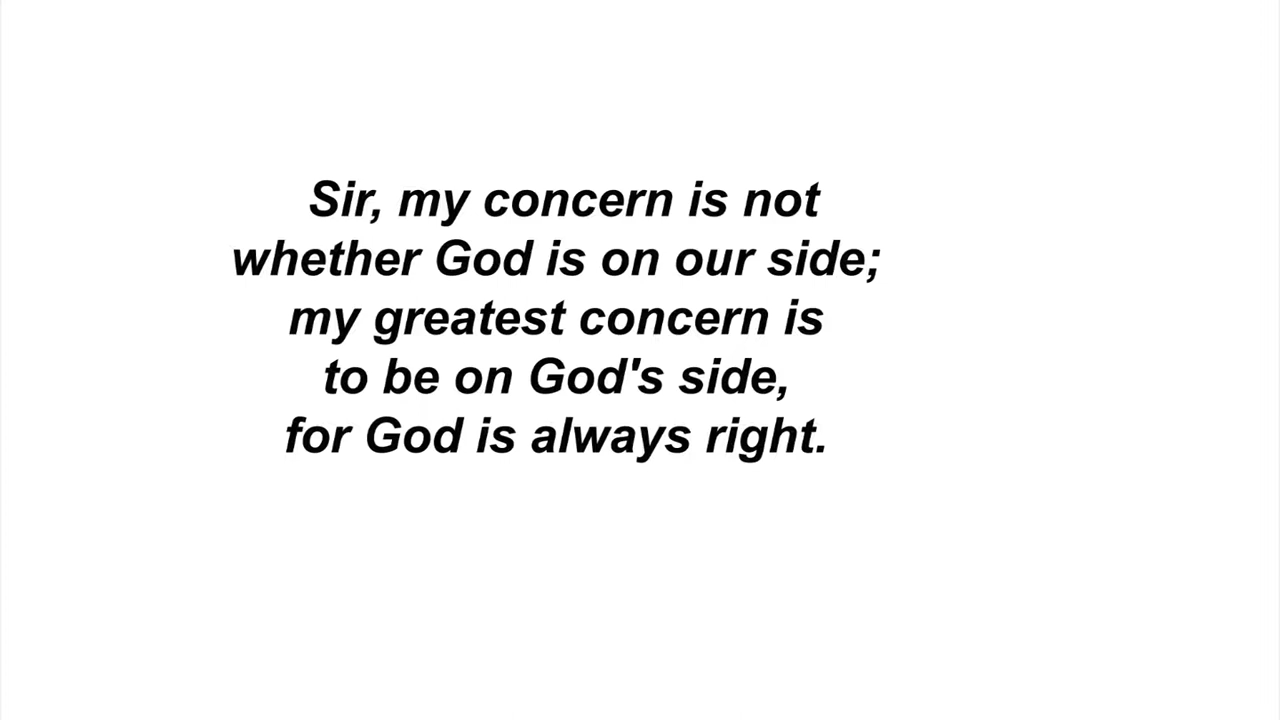 Sir, my concern is not
whether God is on our side;
my greatest concern is
to be on God's side,
for God is always right.